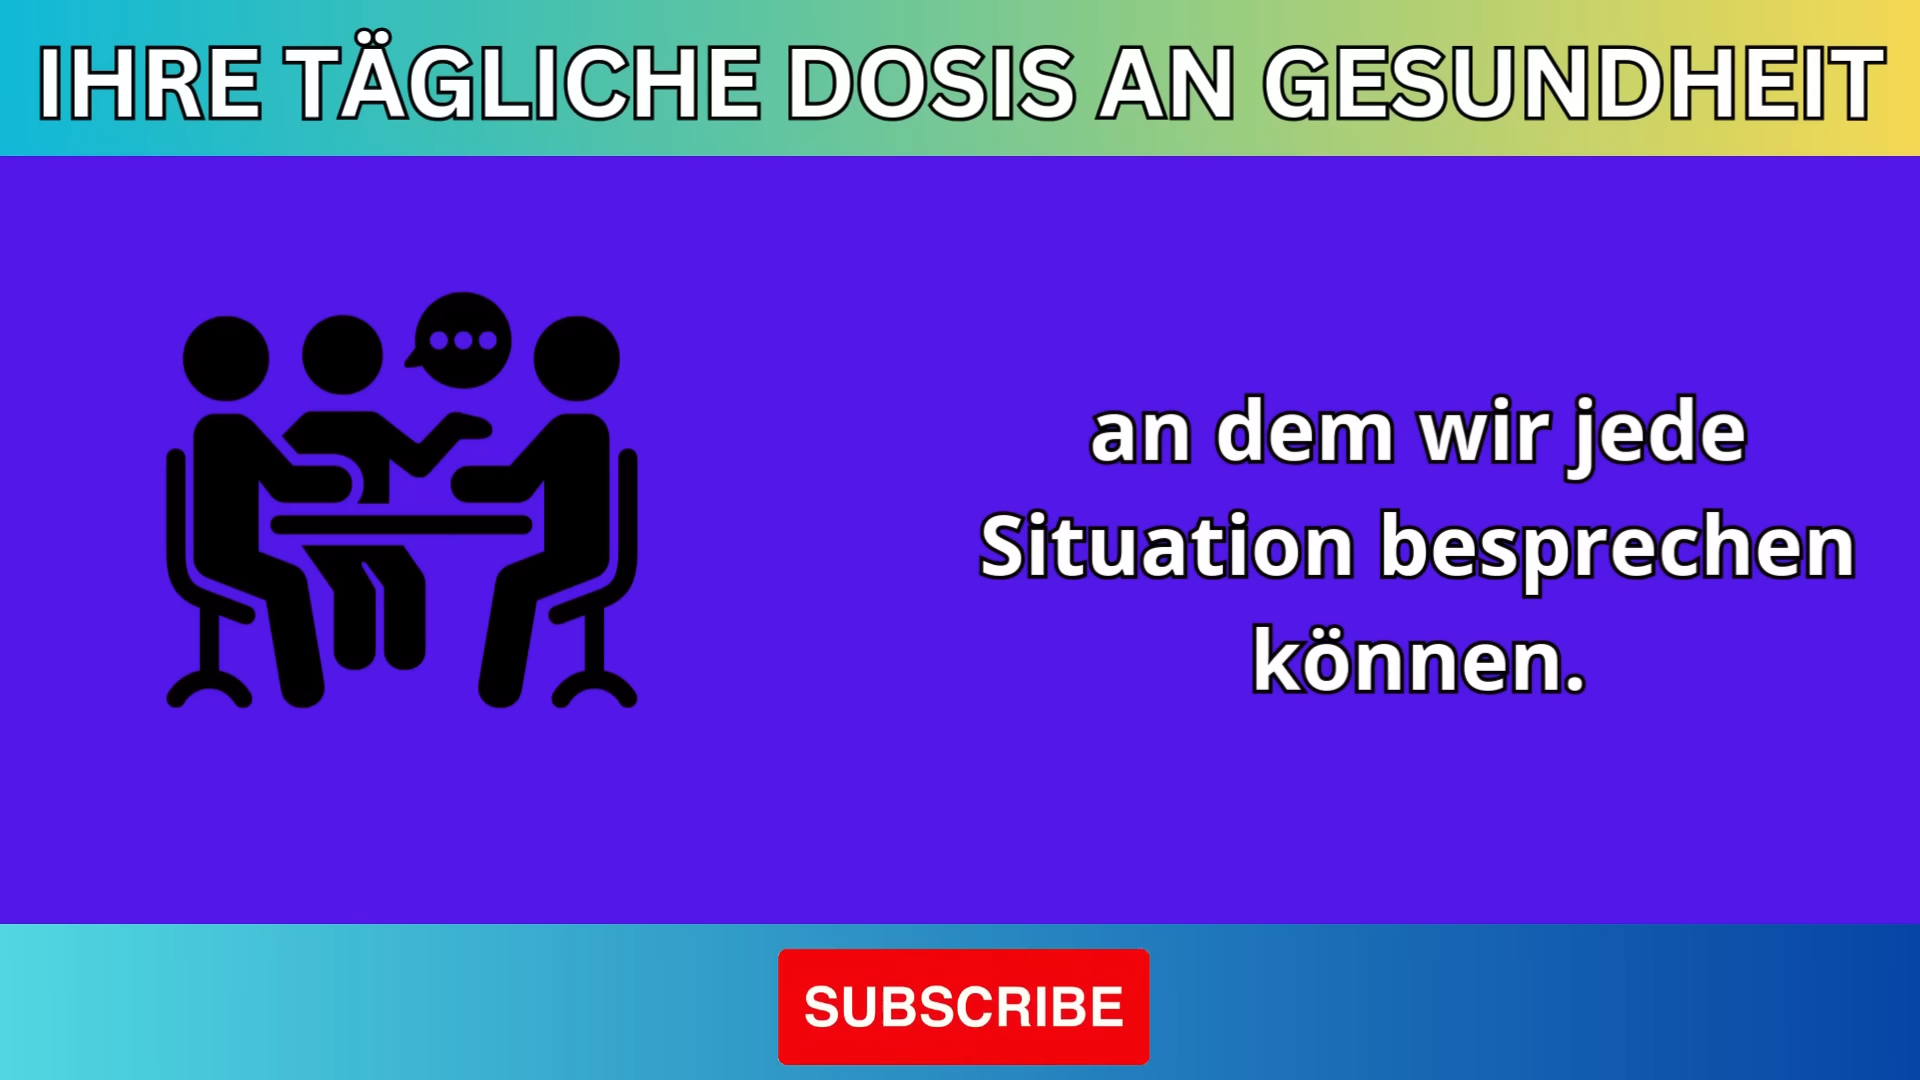 IHRE TÄGLICHE DOSIS AN GESUNDHEIT
an dem wir jede
Situation besprechen
können.
SUBSCRIBE